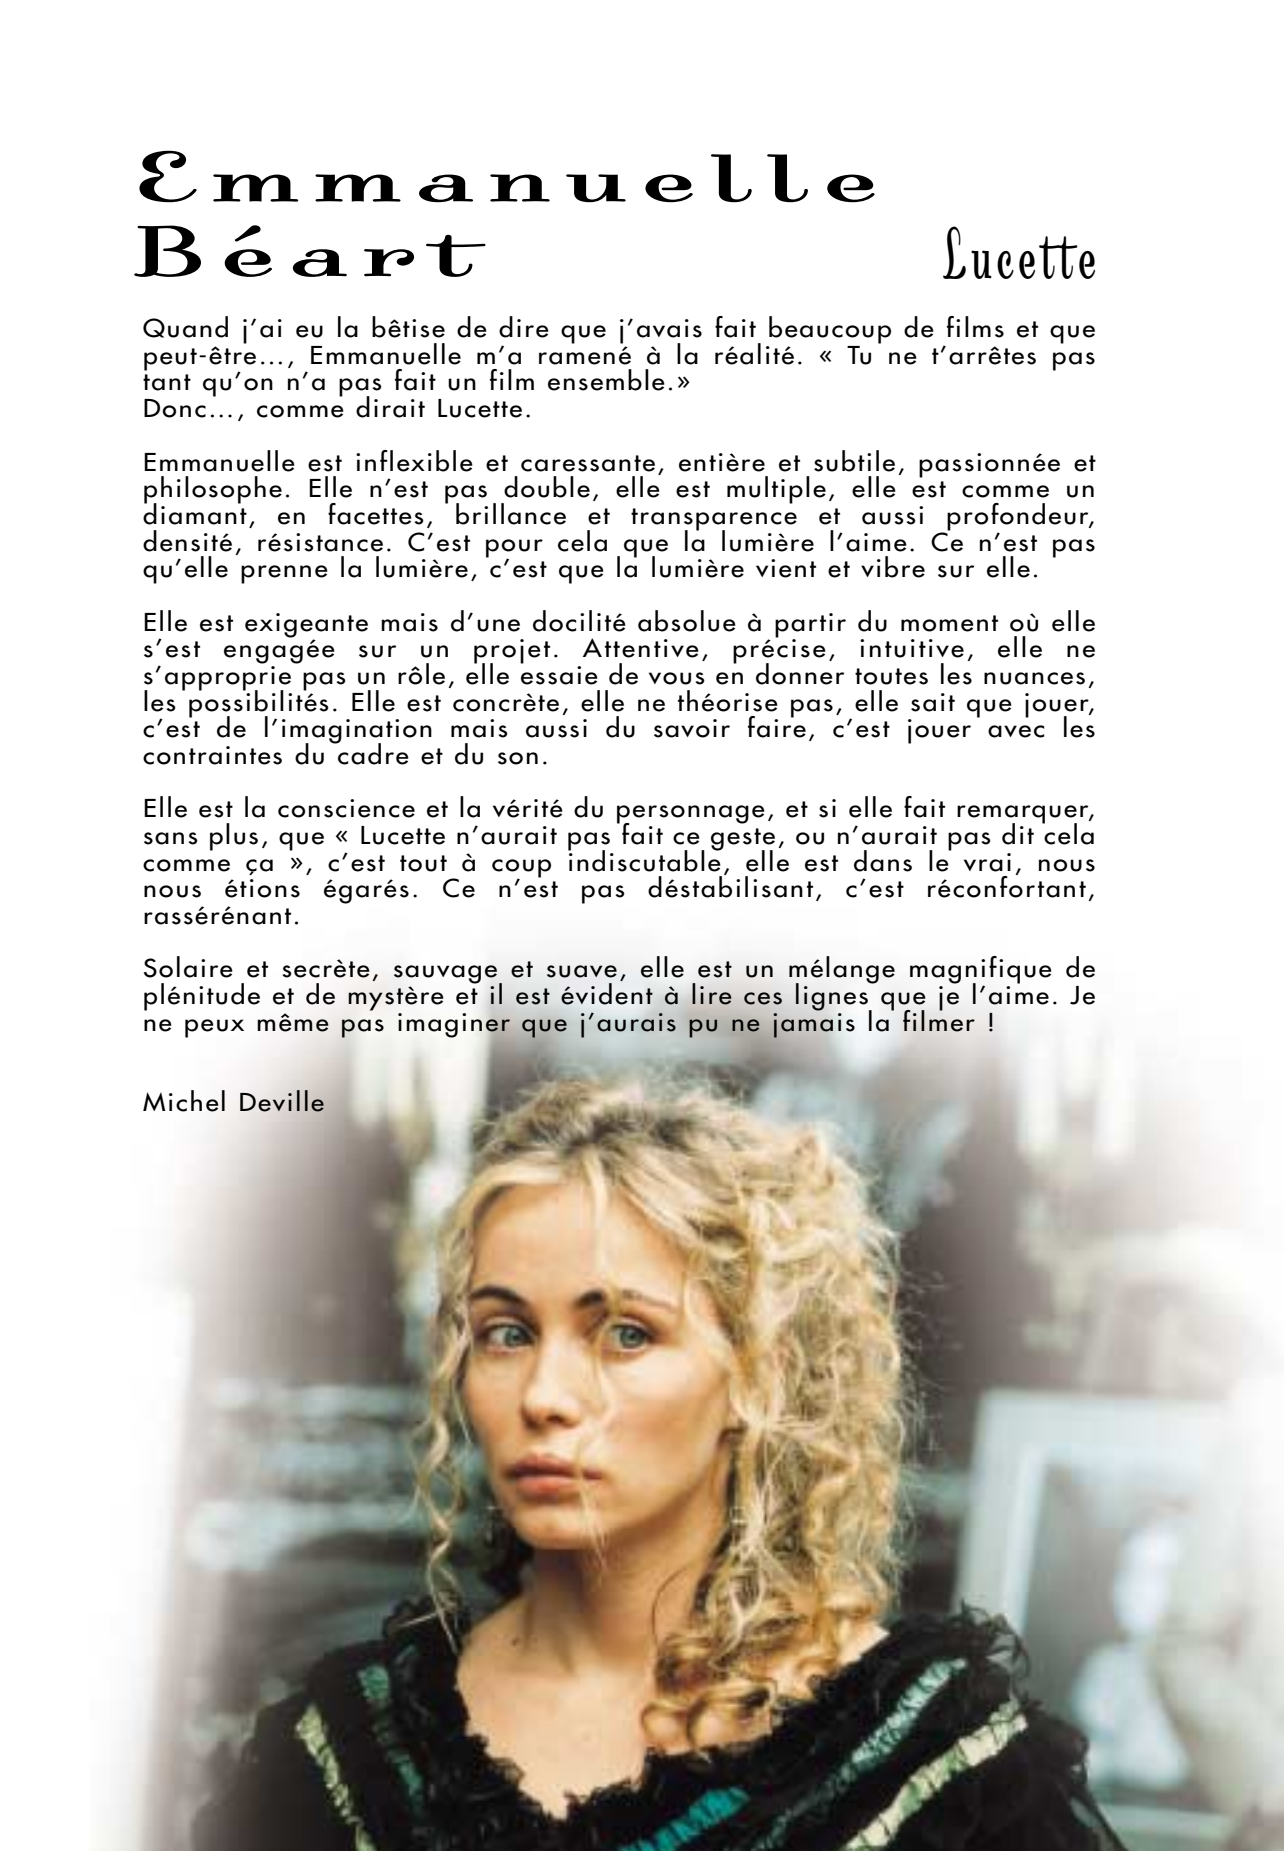 Emmanuelle
Béart
Lucette
Quand j’ai eu la bêtise de dire que j’avais fait beaucoup de films et que
peut-être…, Emmanuelle m’a ramené à la réalité. « Tu ne t’arrêtes pas
tant qu’on n’a pas fait un film ensemble.»
Donc…, comme dirait Lucette.
Emmanuelle est inflexible et caressante, entière et subtile, passionnée et
philosophe. Elle n’est pas double, elle est multiple, elle est comme un
diamant, en facettes, brillance et transparence et aussi profondeur,
densité, résistance. C’est pour cela que la lumière l’aime. Ce n’est pas
qu’elle prenne la lumière, c’est que la lumière vient et vibre sur elle.
Elle est exigeante mais d’une docilité absolue à partir du moment où elle
s’est engagée sur un projet. Attentive, précise, intuitive, elle ne
s’approprie pas un rôle, elle essaie de vous en donner toutes les nuances,
les possibilités. Elle est concrète, elle ne théorise pas, elle sait que jouer,
c’est de l’imagination mais aussi du savoir faire, c’est jouer avec les
contraintes du cadre et du son.
Elle est la conscience et la vérité du personnage, et si elle fait remarquer,
sans plus, que « Lucette n’aurait pas fait ce geste, ou n’aurait pas dit cela
comme ça », c’est tout à coup indiscutable, elle est dans le vrai, nous
nous étions égarés. Ce n’est pas déstabilisant, c’est réconfortant,
rassérénant.
Solaire et secrète, sauvage et suave, elle est un mélange magnifique de
plénitude et de mystère et il est évident à lire ces lignes que je l’aime. Je
ne peux même pas imaginer que j’aurais pu ne jamais la filmer !
Michel Deville